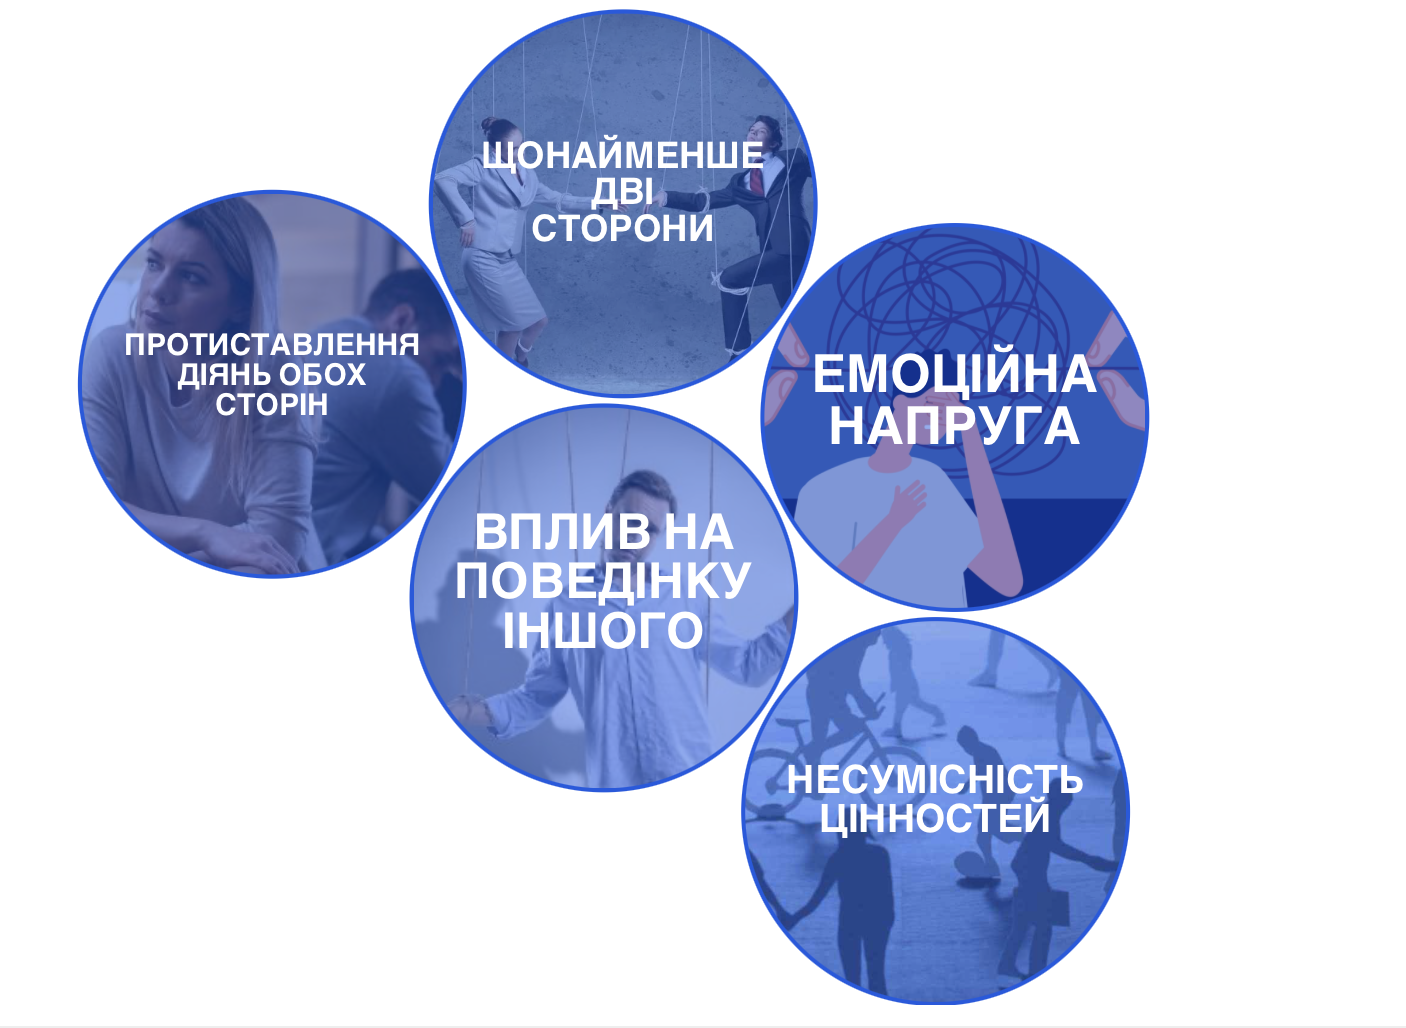 ЩОНАЙМЕНШЕ
ДВІ
СТОРОНИ
ПРОТИСТАВЛЕННЯ
ДІЯНЬ ОБОХ
СТОРІН
ЕМОЦІЙНА
НАПРУГА
ВПЛИВ НА
ПОВЕДІНКУ
ІНШОГО
НЕСУМІСНІСТЬ
ЦІННОСТЕЙ